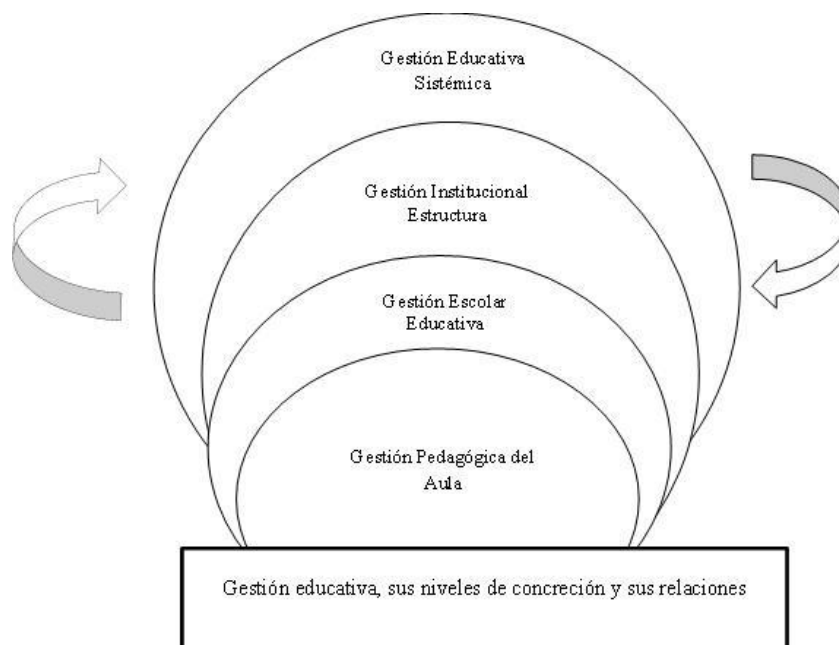 Gestión Educativa
Sistémica
Gestión Institucional
Estructura
Gestión Escolar
Educativa
Gestión Pedagógica del
Aula
Gestión educativa, sus niveles de concreción y sus relaciones